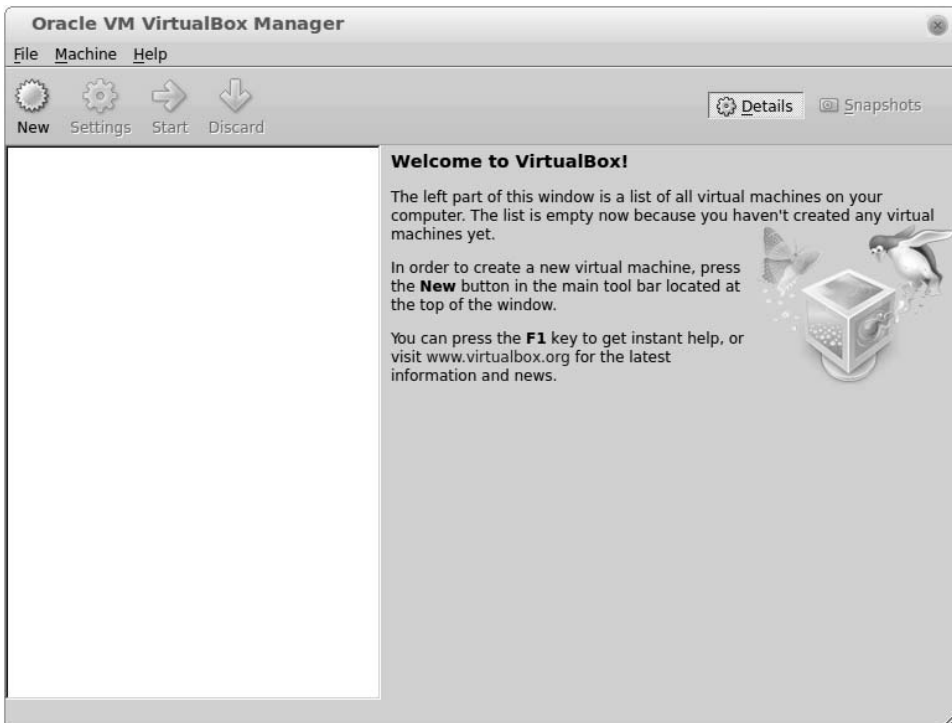 Oracle VM VirtualBox Manager
File Machine Help
New Settings Start Discard
Details Snapshots
Welcome to VirtualBox!
The left part of this window is a list of all virtual machines on your
computer. The list is empty now because you haven't created any virtual
machines yet.
In order to create a new virtual machine, press
the New button in the main tool bar located at
the top of the window.
You can press the F1 key to get instant help, or
visit www.virtualbox.org for the latest
information and news.